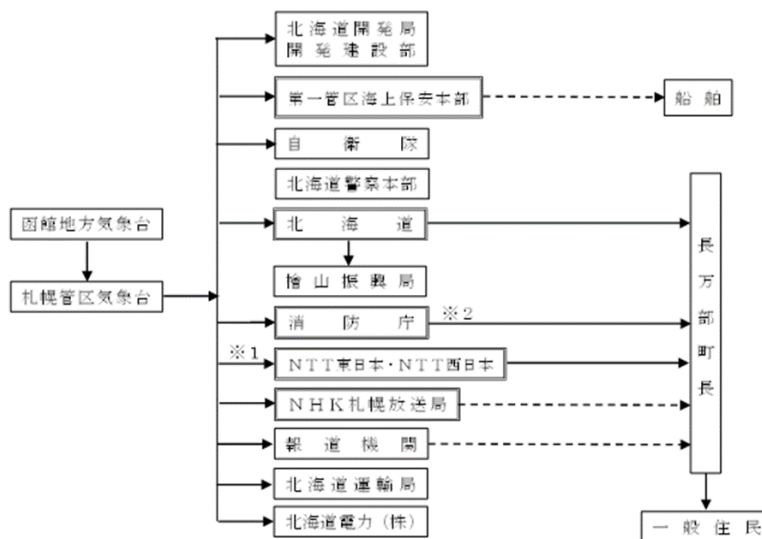 北海道開発局
開発建設部
第一管区海上保安本部
船舶
自衛隊
北海道警察本部
函館地方気象台
北海道
長万部町長
札幌管区気象台
檜山振興局
消防庁
※2
※1
NTT東日本・NTT西日本
NHK札幌放送局
報道機関
北海道運輸局
北海道電力(株)
一般住民